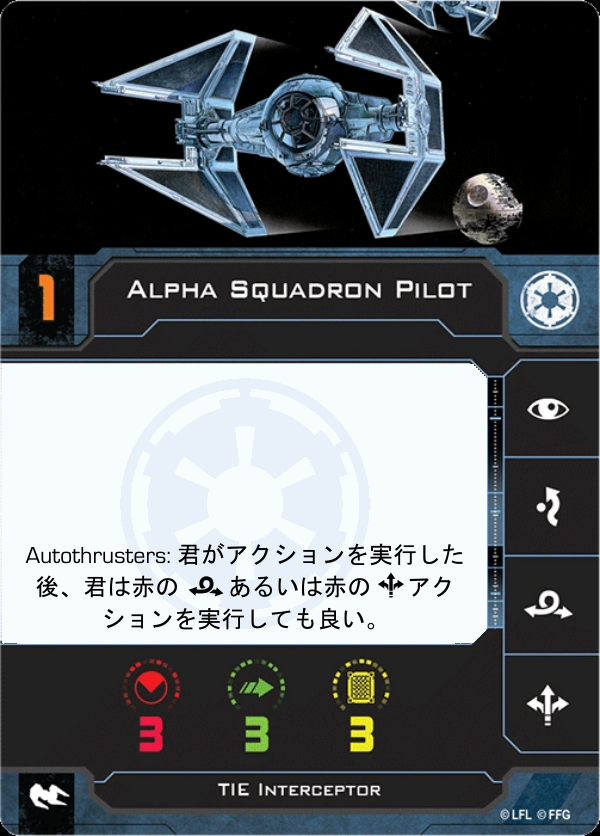 1
Alpha Squadron Pilot
Autothrusters: 君がアクションを実行した
後、君は赤の あるいは赤の アク
ションを実行しても良い。
3 3 3
TIE Interceptor
© LFL © FFG